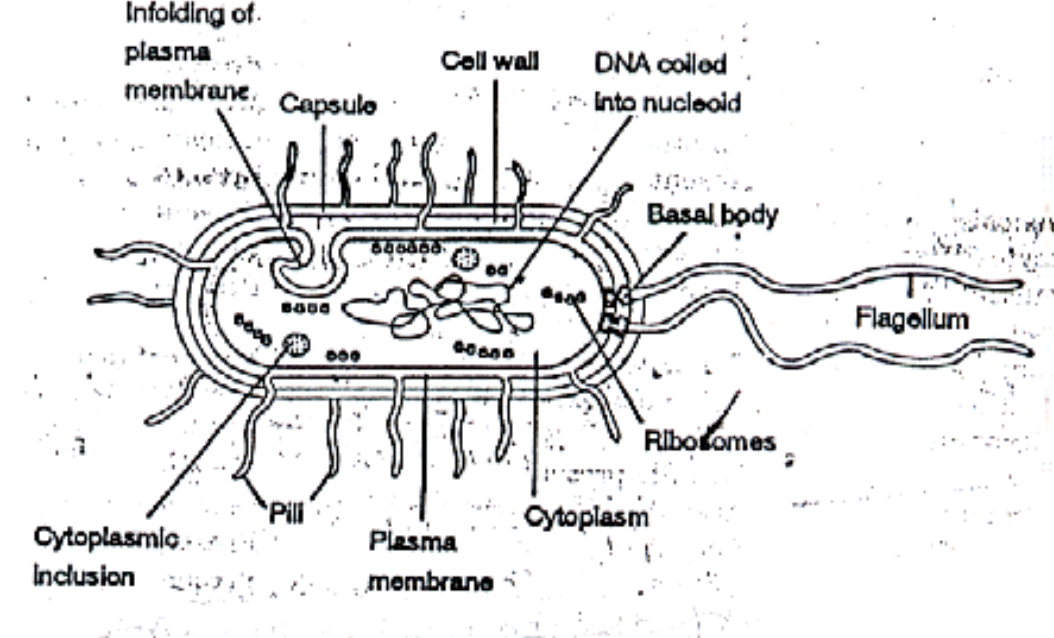 Infolding of
plasma
membrane
Capsule
Cell wall
DNA coiled
into nucleoid
Basal body
Flagellum
Ribosomes
Cytoplasm
Pili
Plasma
membrane
Cytoplasmic
inclusion